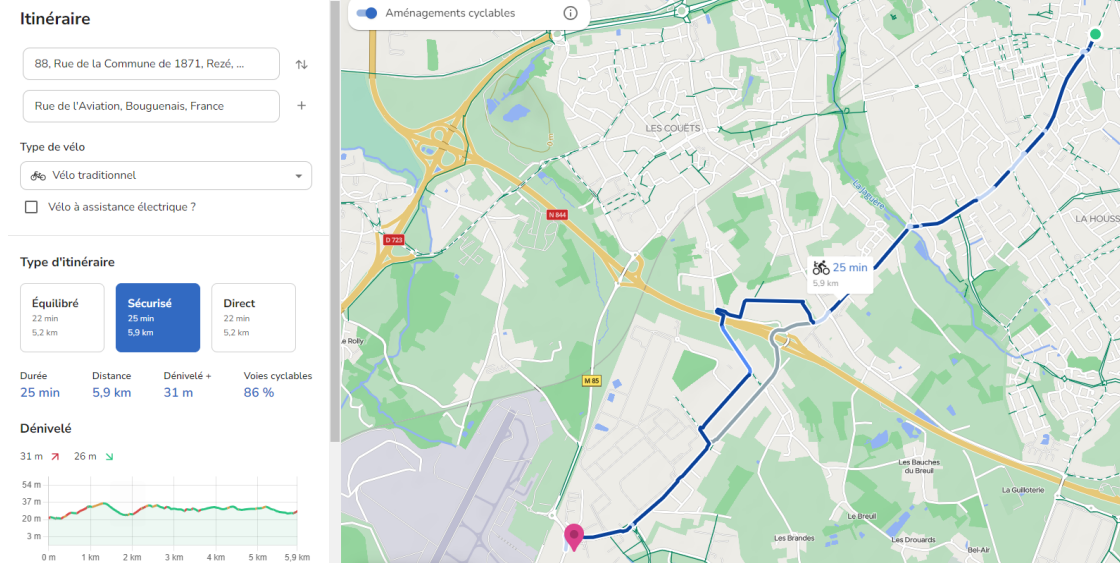 Itinéraire
88, Rue de la Commune de 1871, Rezé, ...
Rue de l'Aviation, Bouguenais, France
Type de vélo
Vélo traditionnel
Vélo à assistance électrique ?
Type d'itinéraire
Équilibré
22 min
5,2 km
Sécurisé
25 min
5,9 km
Direct
22 min
5,2 km
Durée
25 min
Distance
5,9 km
Dénivelé +
31 m
Voies cyclables
86 %
Dénivelé
31 m
26 m
54 m
37 m
20 m
3 m
0 m
1 km
2 km
3 km
4 km
5 km
5,9 km
Aménagements cyclables
LES COUËTS
La Jaguère
N 844
D 723
LA HOUSS
25 min
5,9 km
e Rolly
M 85
Les Bauches
du Breuil
La Guilloterie
Le Breuil
Les Brandes
Les Drouards
Bel-Air